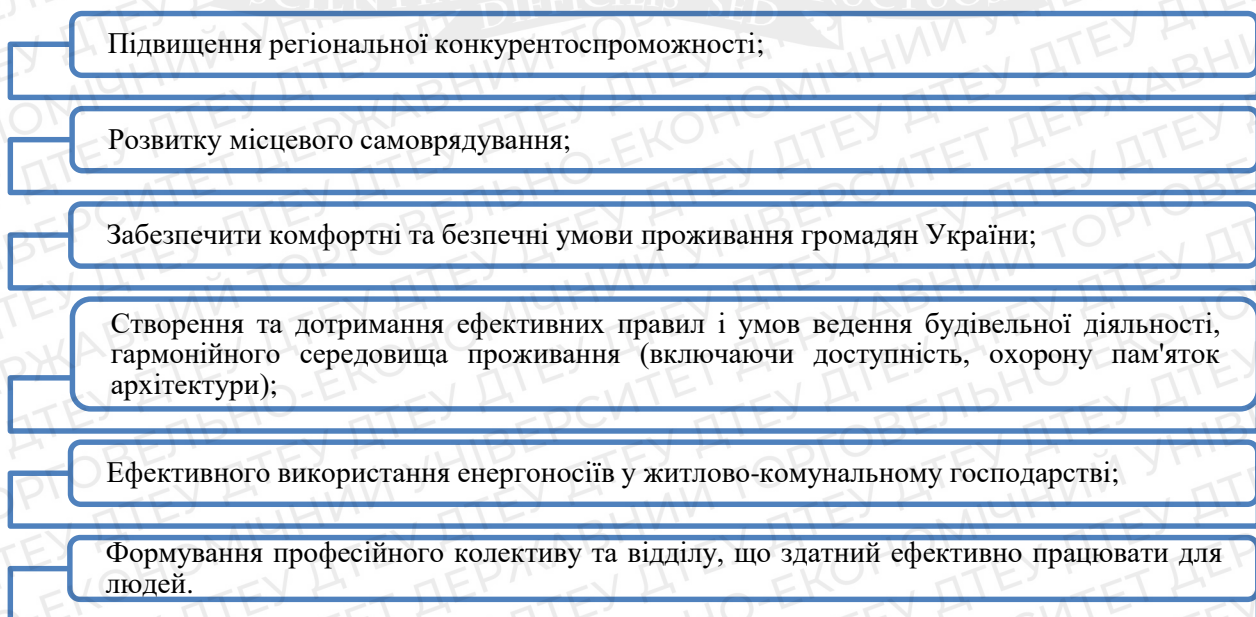 Підвищення регіональної конкурентоспроможності;
Розвитку місцевого самоврядування;
Забезпечити комфортні та безпечні умови проживання громадян України;
Створення та дотримання ефективних правил і умов ведення будівельної діяльності,
гармонійного середовища проживання (включаючи доступність, охорону пам'яток
архітектури);
Ефективного використання енергоносіїв у житлово-комунальному господарстві;
Формування професійного колективу та відділу, що здатний ефективно працювати для
людей.